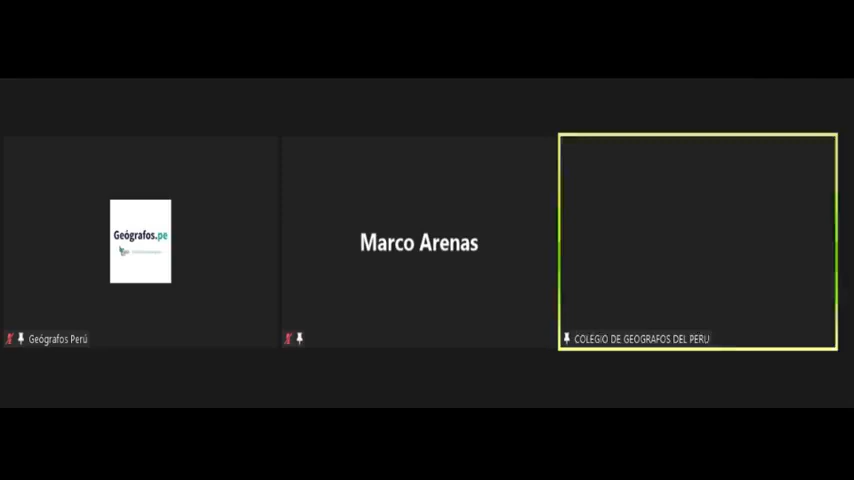 Geógrafos.pe
Marco Arenas
Geógrafos Perú
COLEGIO DE GEOGRAFOS DEL PERU